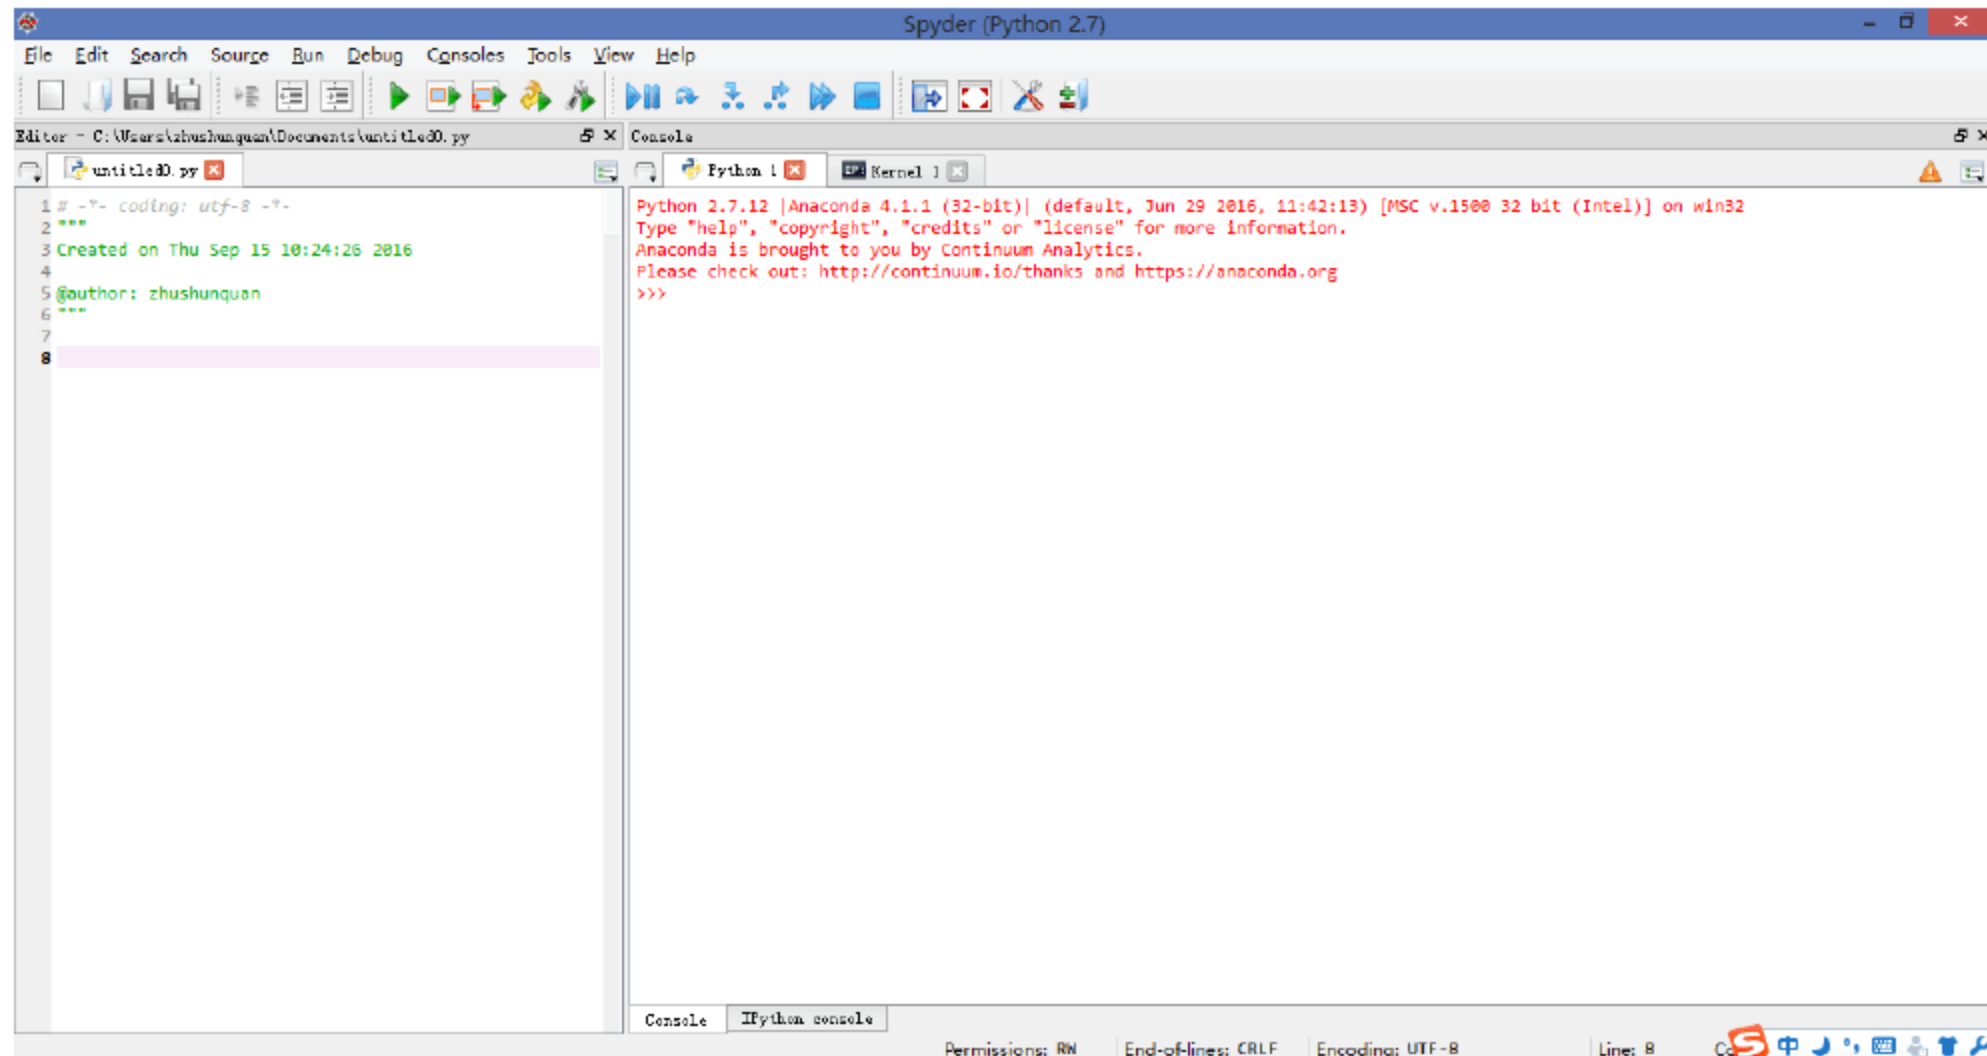 Spyder (Python 2.7)
File Edit Search Source Run Debug Consoles Tools View Help
Editor - C:\Users\zhushunquan\Documents\untitled0.py
Console
untitled0.py
Python 1
Kernel 1
1 # -*- coding: utf-8 -*-
2 """
3 Created on Thu Sep 15 10:24:26 2016
4
5 @author: zhushunquan
6 """
7
8
Python 2.7.12 |Anaconda 4.1.1 (32-bit)| (default, Jun 29 2016, 11:42:13) [MSC v.1500 32 bit (Intel)] on win32
Type "help", "copyright", "credits" or "license" for more information.
Anaconda is brought to you by Continuum Analytics.
Please check out: http://continuum.io/thanks and https://anaconda.org
>>>
Console IPython console
Permissions: RW End-of-lines: CRLF Encoding: UTF-8 Line: 8
中